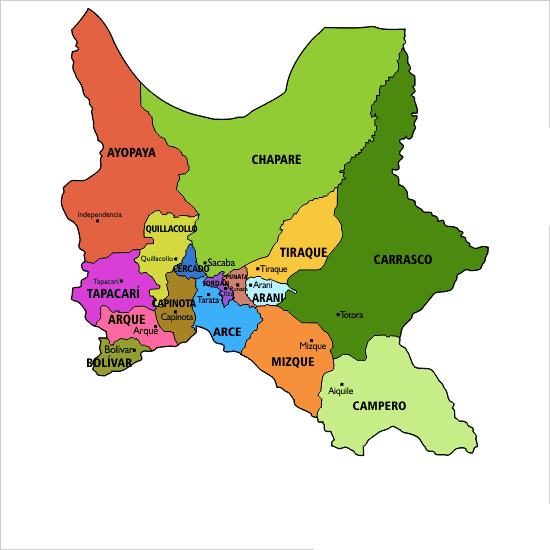 AYOPAYA
CHAPARE
Independencia
QUILLACOLLO
TIRAQUE
Quillacollo
Sacaba
CARRASCO
CERCADO
Tiraque
PUNATA
Tapacarí
JORDÁN
Arani
Punata
TAPACARÍ
Tarata
ARANI
CAPINOTA
ARQUE
Capinota
Totora
Arque
ARCE
Bolívar
Mizque
BOLÍVAR
MIZQUE
Aiquile
CAMPERO